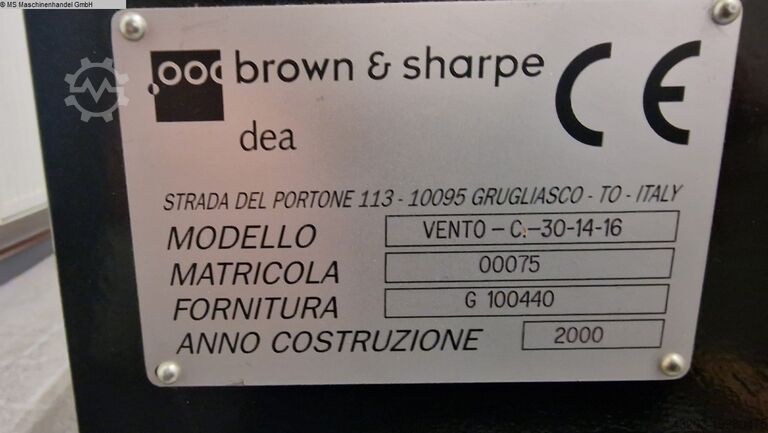 © MS Maschinenhandel GmbH
.000 brown & sharpe CE
dea
STRADA DEL PORTONE 113 - 10095 GRUGLIASCO - TO - ITALY
MODELLO VENTO-C.-30-14-16
MATRICOLA 00075
FORNITURA G 100440
ANNO COSTRUZIONE 2000